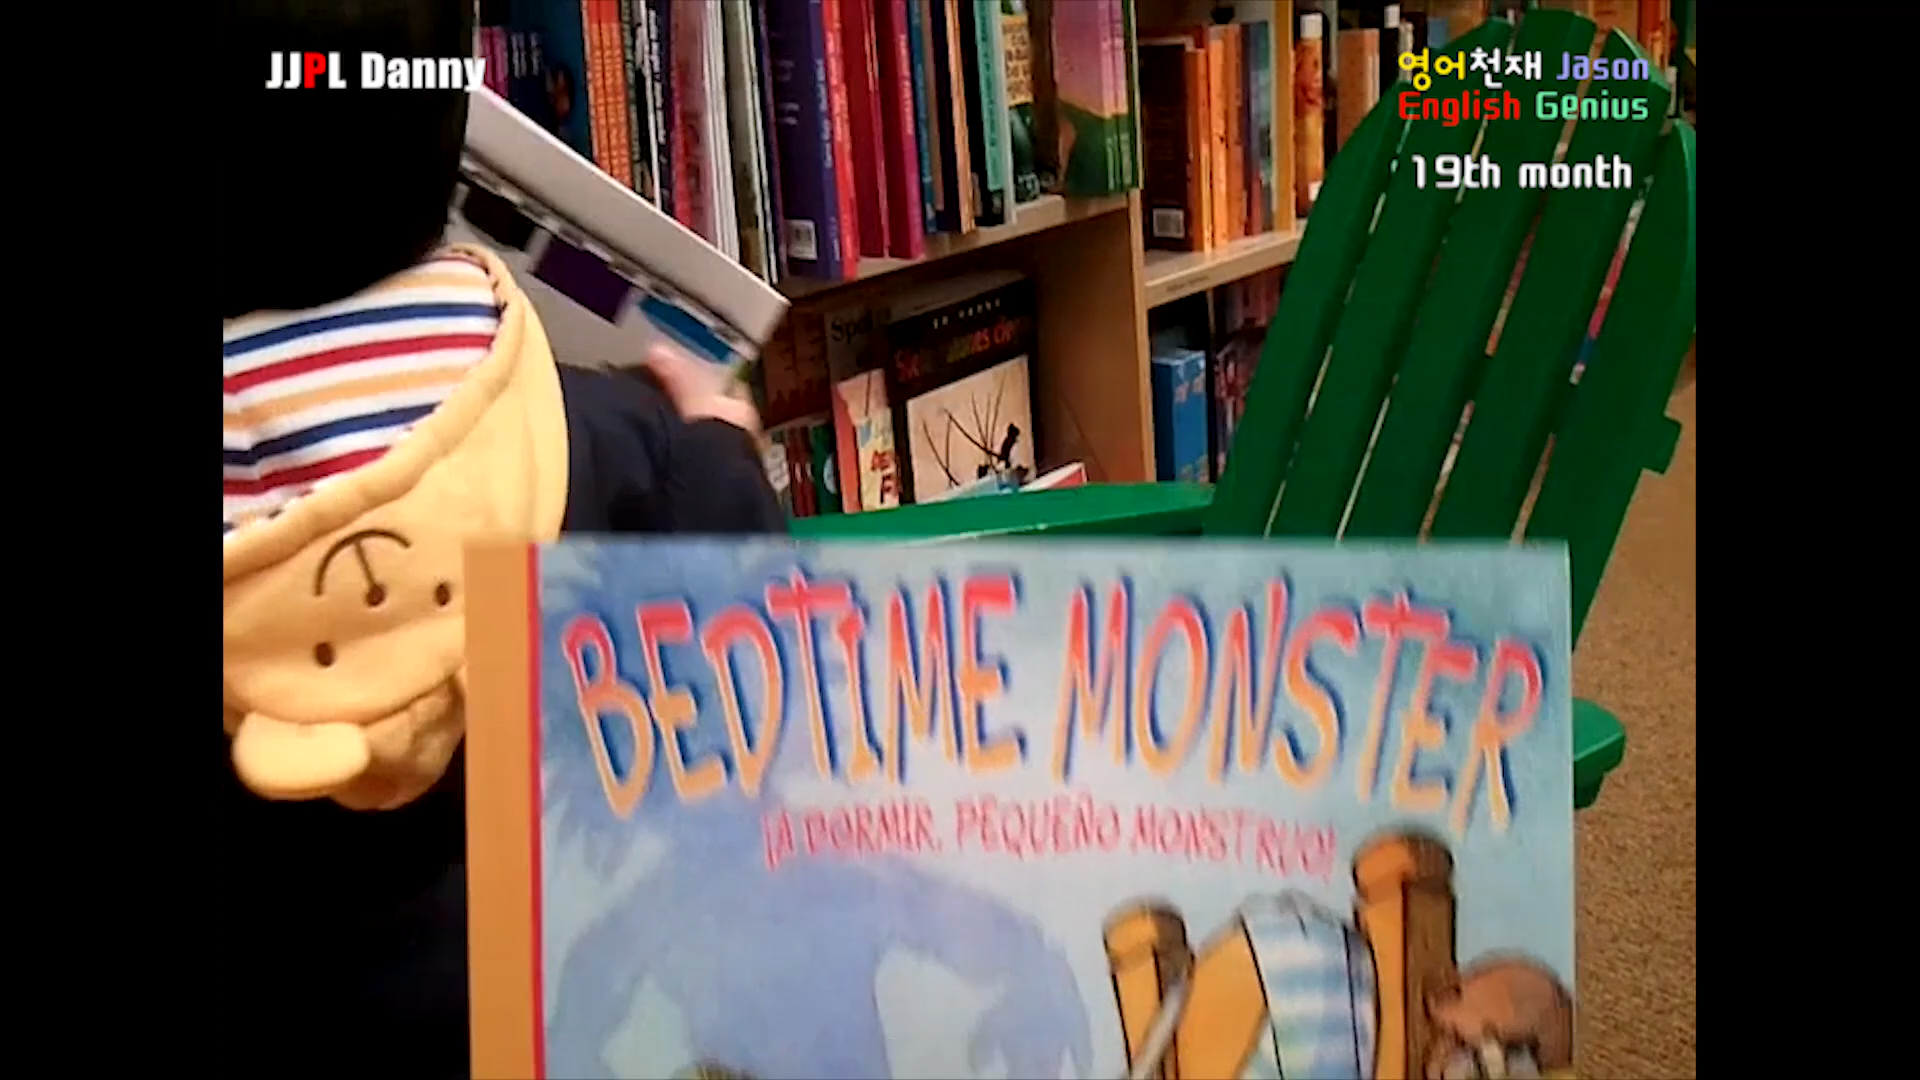 JJPL Danny
영어천재 Jason
English Genius
19th month
BEDTIME MONSTER
¡A DORMIR, PEQUEÑO MONSTRUO!